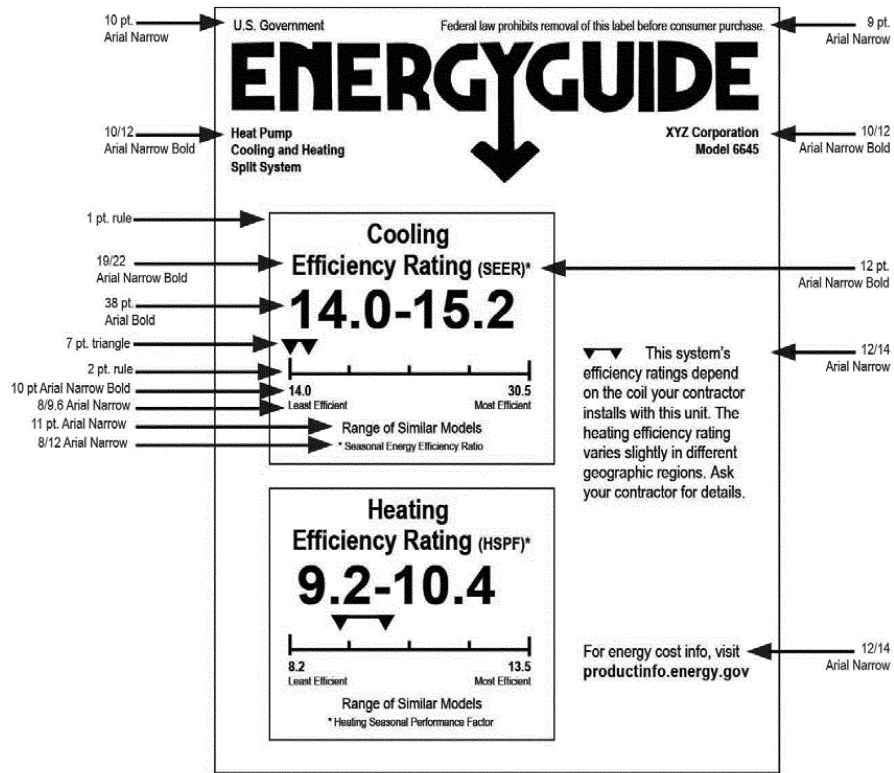 10 pt.
Arial Narrow
U.S. Government
Federal law prohibits removal of this label before consumer purchase.
9 pt.
Arial Narrow
ENERGYGUIDE
10/12
Arial Narrow Bold
Heat Pump
Cooling and Heating
Split System
XYZ Corporation
Model 6645
10/12
Arial Narrow Bold
1 pt. rule
Cooling
19/22
Arial Narrow Bold
Efficiency Rating (SEER)*
12 pt.
Arial Narrow Bold
38 pt.
Arial Bold
14.0-15.2
7 pt. triangle
2 pt. rule
10 pt Arial Narrow Bold
14.0
30.5
8/9.6 Arial Narrow
Least Efficient
Most Efficient
11 pt. Arial Narrow
Range of Similar Models
8/12 Arial Narrow
* Seasonal Energy Efficiency Ratio
This system's
efficiency ratings depend
on the coil your contractor
installs with this unit. The
heating efficiency rating
varies slightly in different
geographic regions. Ask
your contractor for details.
12/14
Arial Narrow
Heating
Efficiency Rating (HSPF)*
9.2-10.4
8.2
13.5
Least Efficient
Most Efficient
Range of Similar Models
* Heating Seasonal Performance Factor
For energy cost info, visit
productinfo.energy.gov
12/14
Arial Narrow